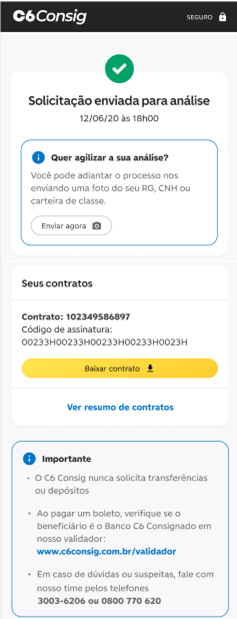 C6Consig
SEGURO
Solicitação enviada para análise
12/06/20 às 18h00
Quer agilizar a sua análise?
Você pode adiantar o processo nos
enviando uma foto do seu RG, CNH ou
carteira de classe.
Enviar agora
Seus contratos
Contrato: 102349586897
Código de assinatura:
00233H00233H00233H00233H0023H
Baixar contrato
Ver resumo de contratos
Importante
• O C6 Consig nunca solicita transferências
ou depósitos
• Ao pagar um boleto, verifique se o
beneficiário é o Banco C6 Consignado em
nosso validador:
www.c6consig.com.br/validador
• Em caso de dúvidas ou suspeitas, fale com
nosso time pelos telefones
3003-6206 ou 0800 770 620